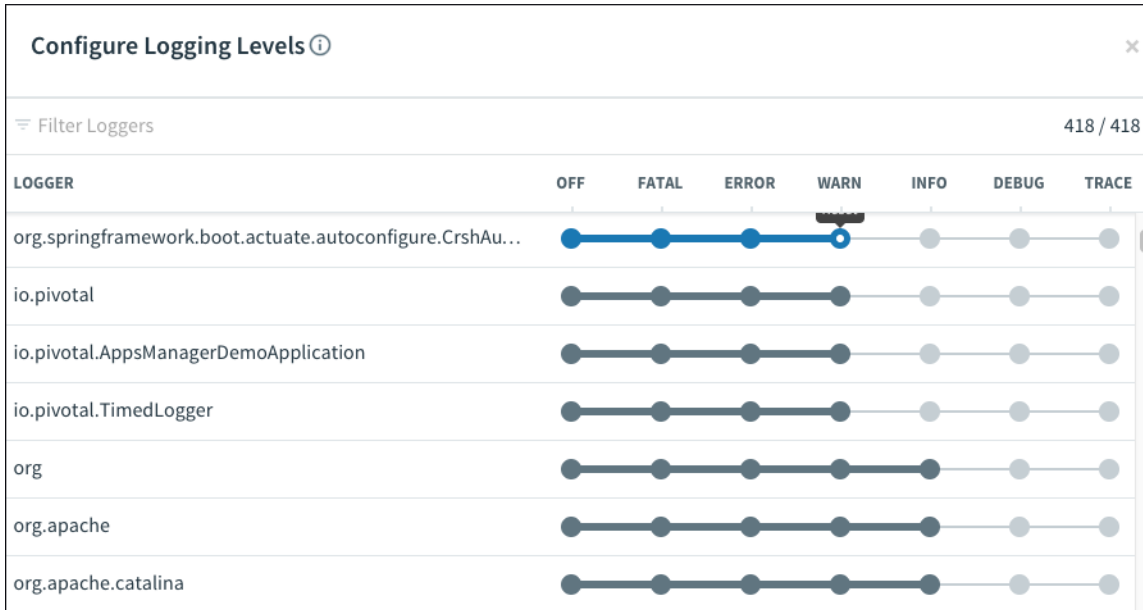 Configure Logging Levels
Filter Loggers 418 / 418
LOGGER OFF FATAL ERROR WARN INFO DEBUG TRACE
org.springframework.boot.actuate.autoconfigure.CrshAu...
io.pivotal
io.pivotal.AppsManagerDemoApplication
io.pivotal.TimedLogger
org
org.apache
org.apache.catalina